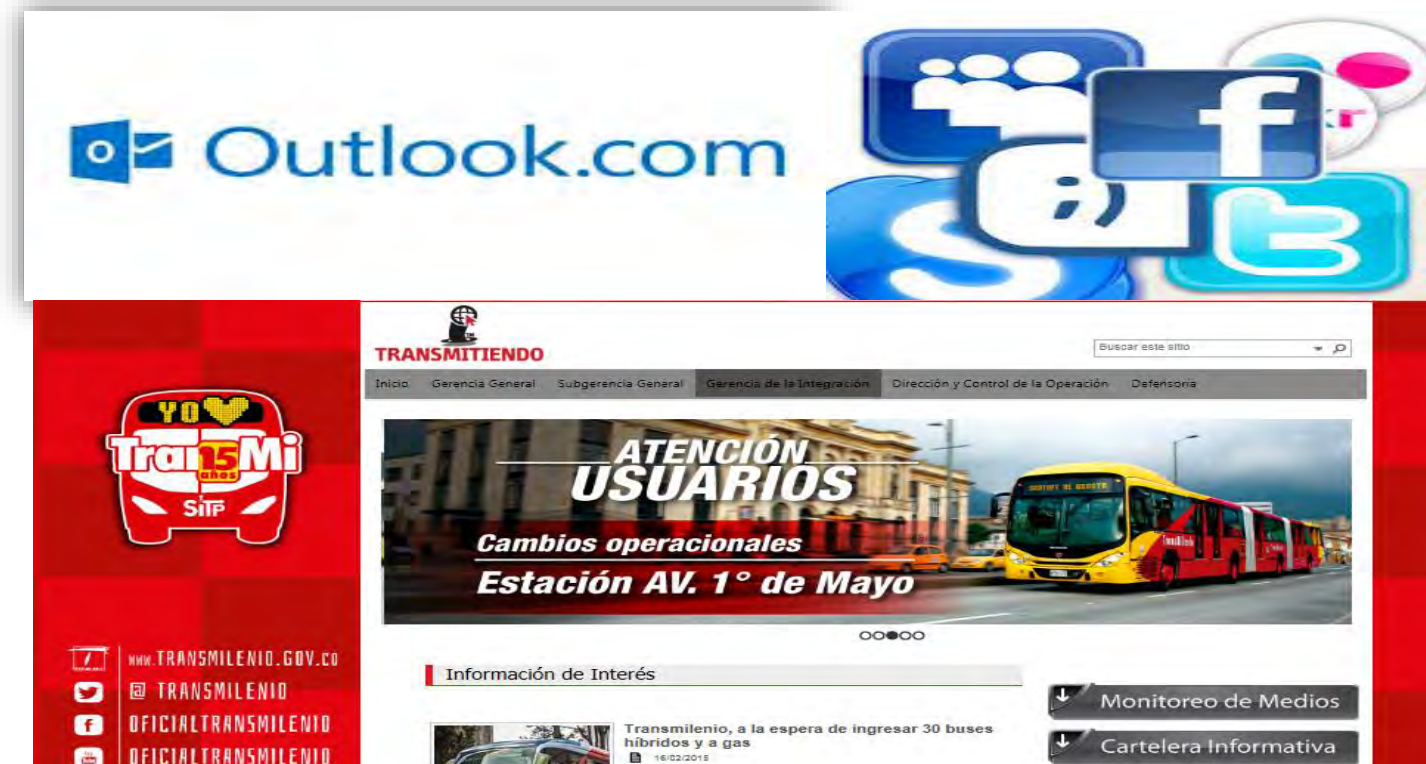 Outlook.com
f
TRANSMITIENDO
Buscar este sitio
Inicio Gerencia General Subgerencia General Gerencia de la Integración Dirección y Control de la Operación Defensoria
YO
TransMi
15
años
SITP
ATENCIÓN
USUARIOS
Cambios operacionales
Estación AV. 1° de Mayo
TransMilenio
www.TRANSMILENIO.GOV.CO
@ TRANSMILENIO
OFICIALTRANSMILENIO
OFICIALTRANSMILENIO
Información de Interés
Transmilenio, a la espera de ingresar 30 buses
híbridos y a gas
16/02/2015
Monitoreo de Medios
Cartelera Informativa